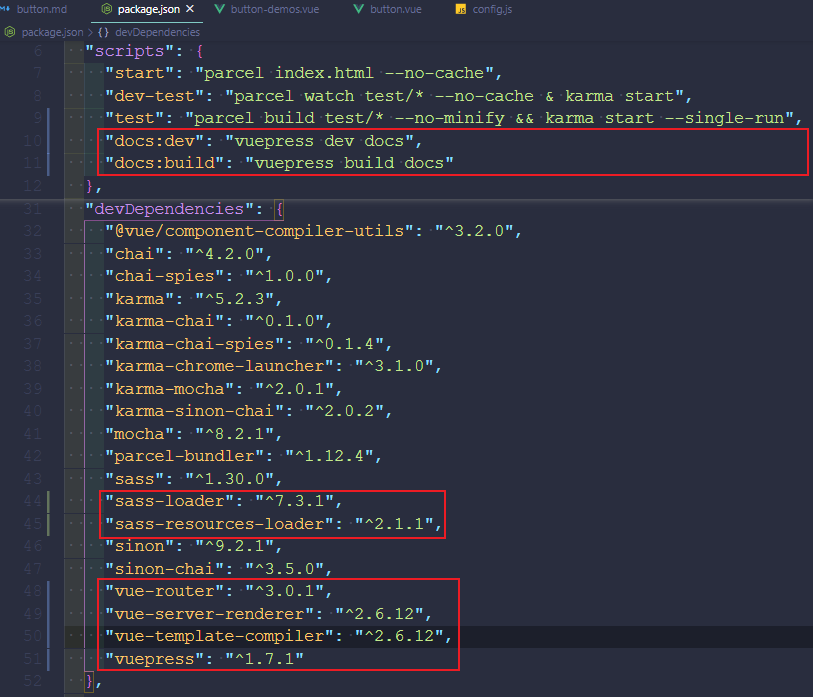 button.md package.json × button-demos.vue button.vue JS config.js
package.json > {} devDependencies
6 "scripts": {
7 "start": "parcel index.html --no-cache",
8 "dev-test": "parcel watch test/* --no-cache & karma start",
9 "test": "parcel build test/* --no-minify && karma start --single-run",
10 "docs:dev": "vuepress dev docs",
11 "docs:build": "vuepress build docs"
12 },
31 "devDependencies": {
32 "@vue/component-compiler-utils": "^3.2.0",
33 "chai": "^4.2.0",
34 "chai-spies": "^1.0.0",
35 "karma": "^5.2.3",
36 "karma-chai": "^0.1.0",
37 "karma-chai-spies": "^0.1.4",
38 "karma-chrome-launcher": "^3.1.0",
39 "karma-mocha": "^2.0.1",
40 "karma-sinon-chai": "^2.0.2",
41 "mocha": "^8.2.1",
42 "parcel-bundler": "^1.12.4",
43 "sass": "^1.30.0",
44 "sass-loader": "^7.3.1",
45 "sass-resources-loader": "^2.1.1",
46 "sinon": "^9.2.1",
47 "sinon-chai": "^3.5.0",
48 "vue-router": "^3.0.1",
49 "vue-server-renderer": "^2.6.12",
50 "vue-template-compiler": "^2.6.12",
51 "vuepress": "^1.7.1"
52 },